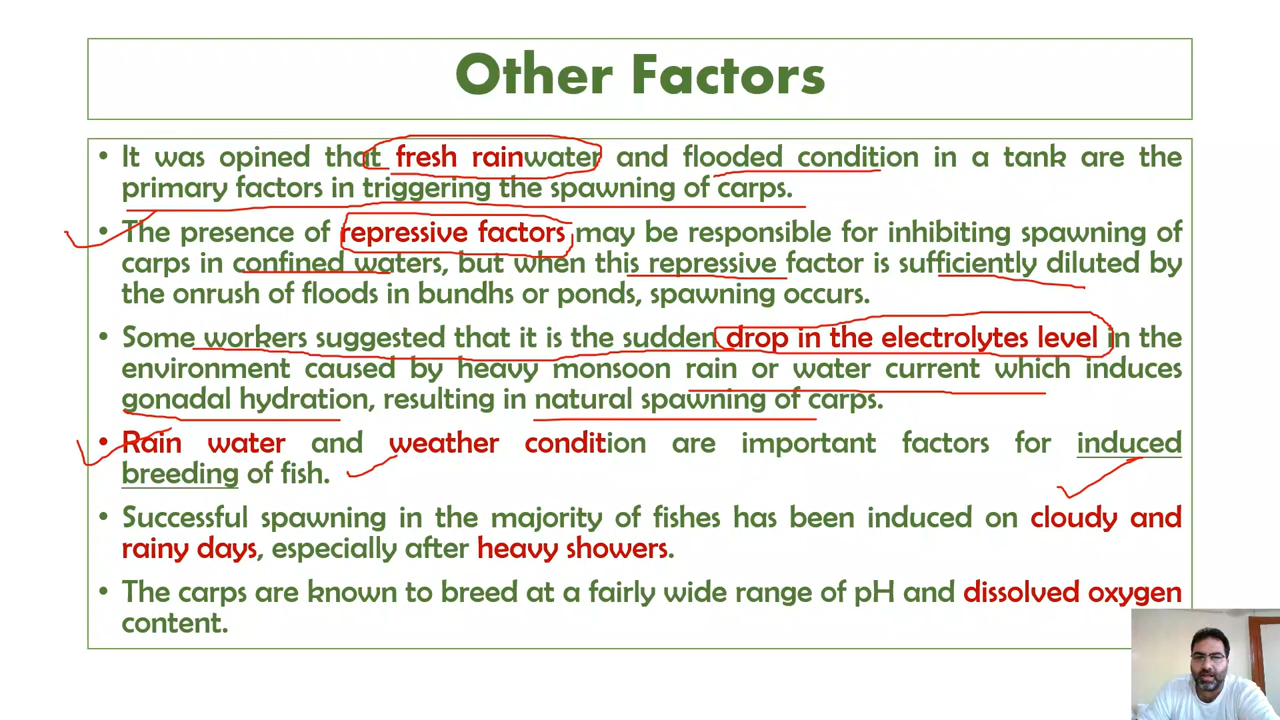 Other Factors
• It was opined that fresh rainwater and flooded condition in a tank are the
primary factors in triggering the spawning of carps.
• The presence of repressive factors may be responsible for inhibiting spawning of
carps in confined waters, but when this repressive factor is sufficiently diluted by
the onrush of floods in bundhs or ponds, spawning occurs.
• Some workers suggested that it is the sudden drop in the electrolytes level in the
environment caused by heavy monsoon rain or water current which induces
gonadal hydration, resulting in natural spawning of carps.
• Rain water and weather condition are important factors for induced
breeding of fish.
• Successful spawning in the majority of fishes has been induced on cloudy and
rainy days, especially after heavy showers.
• The carps are known to breed at a fairly wide range of pH and dissolved oxygen
content.